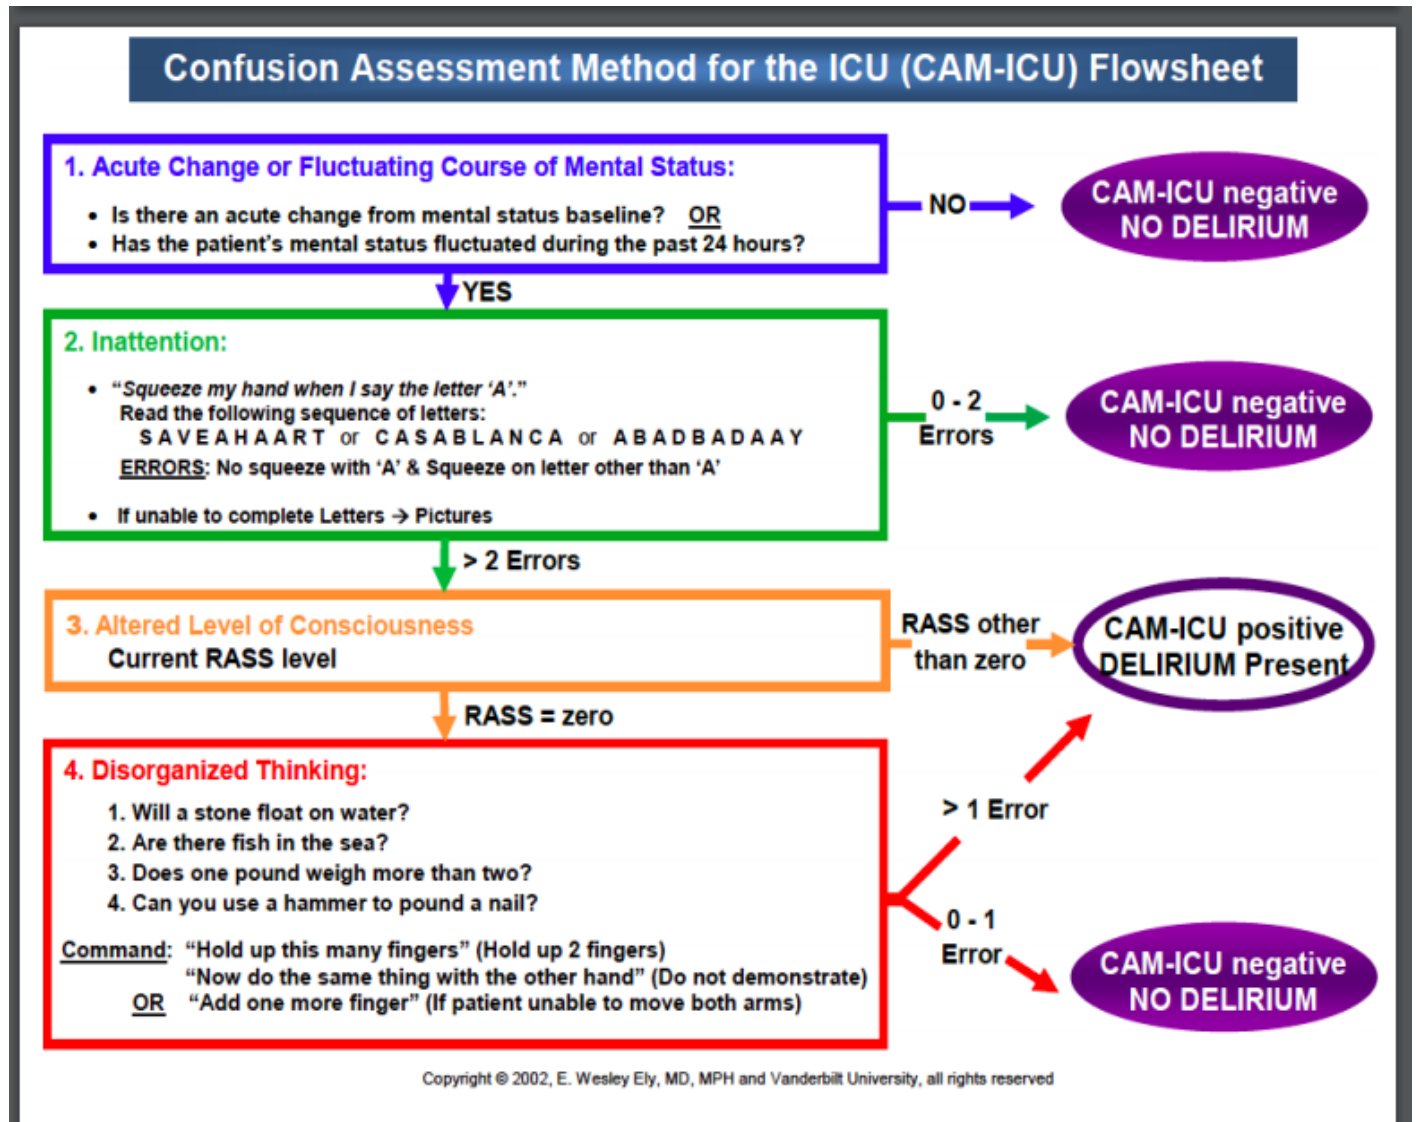 Confusion Assessment Method for the ICU (CAM-ICU) Flowsheet
1. Acute Change or Fluctuating Course of Mental Status:
• Is there an acute change from mental status baseline? OR
• Has the patient's mental status fluctuated during the past 24 hours?
NO
CAM-ICU negative
NO DELIRIUM
YES
2. Inattention:
• “Squeeze my hand when I say the letter ‘A’.”
Read the following sequence of letters:
S A V E A H A A R T or C A S A B L A N C A or A B A D B A D A A Y
ERRORS: No squeeze with ‘A’ & Squeeze on letter other than ‘A’
• If unable to complete Letters → Pictures
0 - 2
Errors
CAM-ICU negative
NO DELIRIUM
> 2 Errors
3. Altered Level of Consciousness
Current RASS level
RASS other
than zero
CAM-ICU positive
DELIRIUM Present
RASS = zero
4. Disorganized Thinking:
1. Will a stone float on water?
2. Are there fish in the sea?
3. Does one pound weigh more than two?
4. Can you use a hammer to pound a nail?
Command: “Hold up this many fingers” (Hold up 2 fingers)
“Now do the same thing with the other hand” (Do not demonstrate)
OR “Add one more finger” (If patient unable to move both arms)
> 1 Error
0 - 1
Error
CAM-ICU negative
NO DELIRIUM
Copyright © 2002, E. Wesley Ely, MD, MPH and Vanderbilt University, all rights reserved